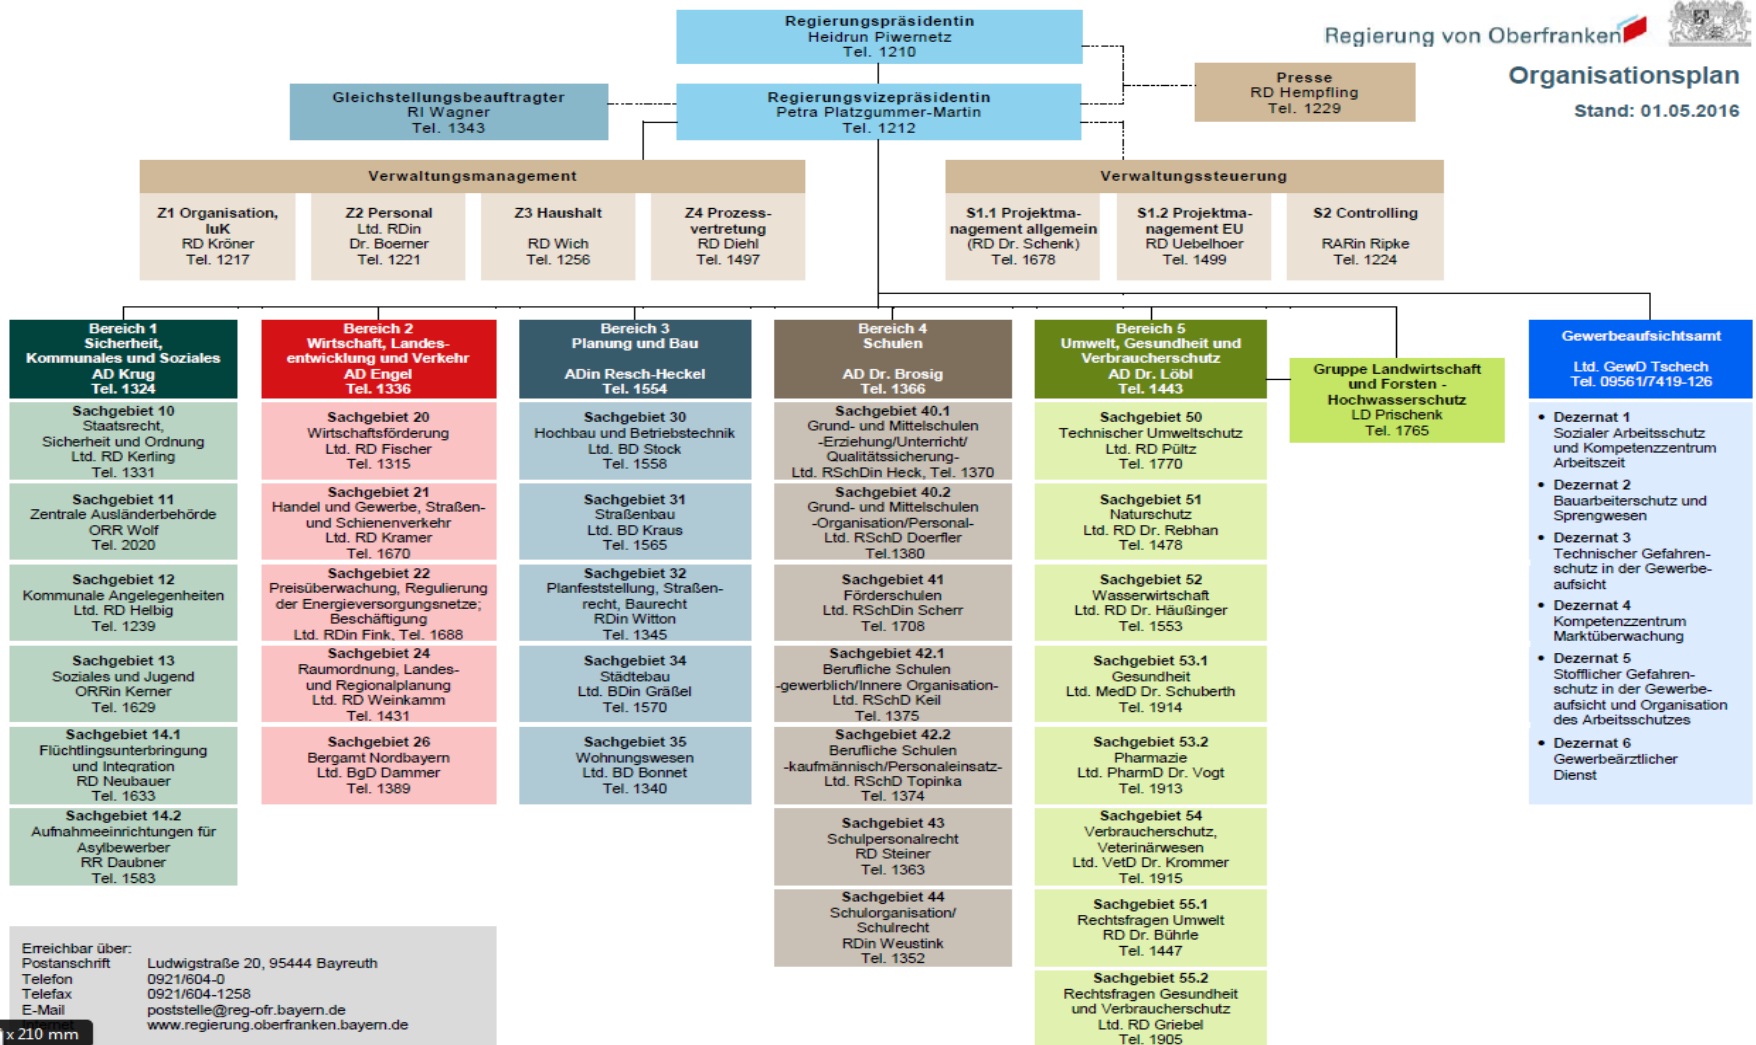 Regierungspräsidentin
Heidrun Piwernetz
Tel. 1210
Regierung von Oberfranken
Organisationsplan
Stand: 01.05.2016
Presse
RD Hempfling
Tel. 1229
Gleichstellungsbeauftragter
RI Wagner
Tel. 1343
Regierungsvizepräsidentin
Petra Platzgummer-Martin
Tel. 1212
Verwaltungsmanagement
Z1 Organisation,
IuK
RD Kröner
Tel. 1217
Z2 Personal
Ltd. RDin
Dr. Boerner
Tel. 1221
Z3 Haushalt
RD Wich
Tel. 1256
Z4 Prozess-
vertretung
RD Diehl
Tel. 1497
Verwaltungssteuerung
S1.1 Projektma-
nagement allgemein
(RD Dr. Schenk)
Tel. 1678
S1.2 Projektma-
nagement EU
RD Uebelhoer
Tel. 1499
S2 Controlling
RARin Ripke
Tel. 1224
Bereich 1
Sicherheit,
Kommunales und Soziales
AD Krug
Tel. 1324
Sachgebiet 10
Staatsrecht,
Sicherheit und Ordnung
Ltd. RD Kerling
Tel. 1331
Sachgebiet 11
Zentrale Ausländerbehörde
ORR Wolf
Tel. 2020
Sachgebiet 12
Kommunale Angelegenheiten
Ltd. RD Helbig
Tel. 1239
Sachgebiet 13
Soziales und Jugend
ORRin Kerner
Tel. 1629
Sachgebiet 14.1
Flüchtlingsunterbringung
und Integration
RD Neubauer
Tel. 1633
Sachgebiet 14.2
Aufnahmeeinrichtungen für
Asylbewerber
RR Daubner
Tel. 1583
Bereich 2
Wirtschaft, Landes-
entwicklung und Verkehr
AD Engel
Tel. 1336
Sachgebiet 20
Wirtschaftsförderung
Ltd. RD Fischer
Tel. 1315
Sachgebiet 21
Handel und Gewerbe, Straßen-
und Schienenverkehr
Ltd. RD Kramer
Tel. 1670
Sachgebiet 22
Preisüberwachung, Regulierung
der Energieversorgungsnetze;
Beschäftigung
Ltd. RDin Fink, Tel. 1688
Sachgebiet 24
Raumordnung, Landes-
und Regionalplanung
Ltd. RD Weinkamm
Tel. 1431
Sachgebiet 26
Bergamt Nordbayern
Ltd. BgD Dammer
Tel. 1389
Bereich 3
Planung und Bau
ADin Resch-Heckel
Tel. 1554
Sachgebiet 30
Hochbau und Betriebstechnik
Ltd. BD Stock
Tel. 1558
Sachgebiet 31
Straßenbau
Ltd. BD Kraus
Tel. 1565
Sachgebiet 32
Planfeststellung, Straßen-
recht, Baurecht
RDin Witton
Tel. 1345
Sachgebiet 34
Städtebau
Ltd. BDin Gräßel
Tel. 1570
Sachgebiet 35
Wohnungswesen
Ltd. BD Bonnet
Tel. 1340
Bereich 4
Schulen
AD Dr. Brosig
Tel. 1366
Sachgebiet 40.1
Grund- und Mittelschulen
-Erziehung/Unterricht/
Qualitätssicherung-
Ltd. RSchDin Heck, Tel. 1370
Sachgebiet 40.2
Grund- und Mittelschulen
-Organisation/Personal-
Ltd. RSchD Doerfler
Tel.1380
Sachgebiet 41
Förderschulen
Ltd. RSchDin Scherr
Tel. 1708
Sachgebiet 42.1
Berufliche Schulen
-gewerblich/Innere Organisation-
Ltd. RSchD Keil
Tel. 1375
Sachgebiet 42.2
Berufliche Schulen
-kaufmännisch/Personaleinsatz-
Ltd. RSchD Topinka
Tel. 1374
Sachgebiet 43
Schulpersonalrecht
RD Steiner
Tel. 1363
Sachgebiet 44
Schulorganisation/
Schulrecht
RDin Weustink
Tel. 1352
Bereich 5
Umwelt, Gesundheit und
Verbraucherschutz
AD Dr. Löbl
Tel. 1443
Sachgebiet 50
Technischer Umweltschutz
Ltd. RD Pültz
Tel. 1770
Sachgebiet 51
Naturschutz
Ltd. RD Dr. Rebhan
Tel. 1478
Sachgebiet 52
Wasserwirtschaft
Ltd. RD Dr. Häußinger
Tel. 1553
Sachgebiet 53.1
Gesundheit
Ltd. MedD Dr. Schuberth
Tel. 1914
Sachgebiet 53.2
Pharmazie
Ltd. PharmD Dr. Vogt
Tel. 1913
Sachgebiet 54
Verbraucherschutz,
Veterinärwesen
Ltd. VetD Dr. Krommer
Tel. 1915
Sachgebiet 55.1
Rechtsfragen Umwelt
RD Dr. Bührle
Tel. 1447
Sachgebiet 55.2
Rechtsfragen Gesundheit
und Verbraucherschutz
Ltd. RD Griebel
Tel. 1905
Gruppe Landwirtschaft
und Forsten -
Hochwasserschutz
LD Prischenk
Tel. 1765
Gewerbeaufsichtsamt
Ltd. GewD Tschech
Tel. 09561/7419-126
• Dezernat 1
Sozialer Arbeitsschutz
und Kompetenzzentrum
Arbeitszeit
• Dezernat 2
Bauarbeiterschutz und
Sprengwesen
• Dezernat 3
Technischer Gefahren-
schutz in der Gewerbe-
aufsicht
• Dezernat 4
Kompetenzzentrum
Marktüberwachung
• Dezernat 5
Stofflicher Gefahren-
schutz in der Gewerbe-
aufsicht und Organisation
des Arbeitsschutzes
• Dezernat 6
Gewerbeärztlicher
Dienst
Erreichbar über:
Postanschrift Ludwigstraße 20, 95444 Bayreuth
Telefon 0921/604-0
Telefax 0921/604-1258
E-Mail poststelle@reg-ofr.bayern.de
www.regierung.oberfranken.bayern.de
x 210 mm